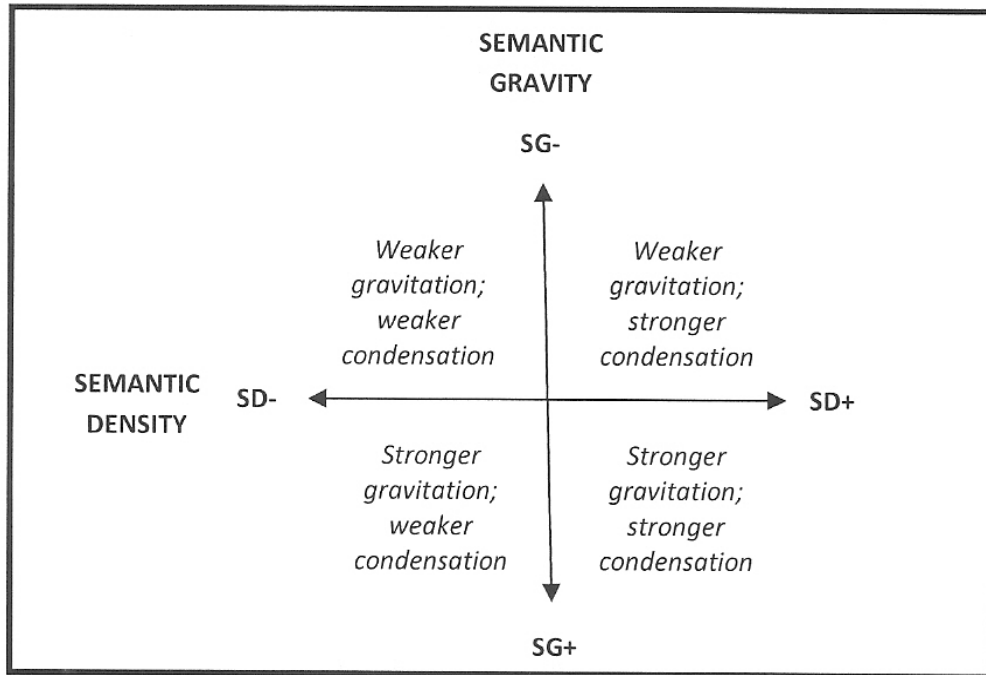 SEMANTIC
GRAVITY
SG-
Weaker
gravitation;
weaker
condensation
Weaker
gravitation;
stronger
condensation
SEMANTIC
DENSITY
SD-
SD+
Stronger
gravitation;
weaker
condensation
Stronger
gravitation;
stronger
condensation
SG+